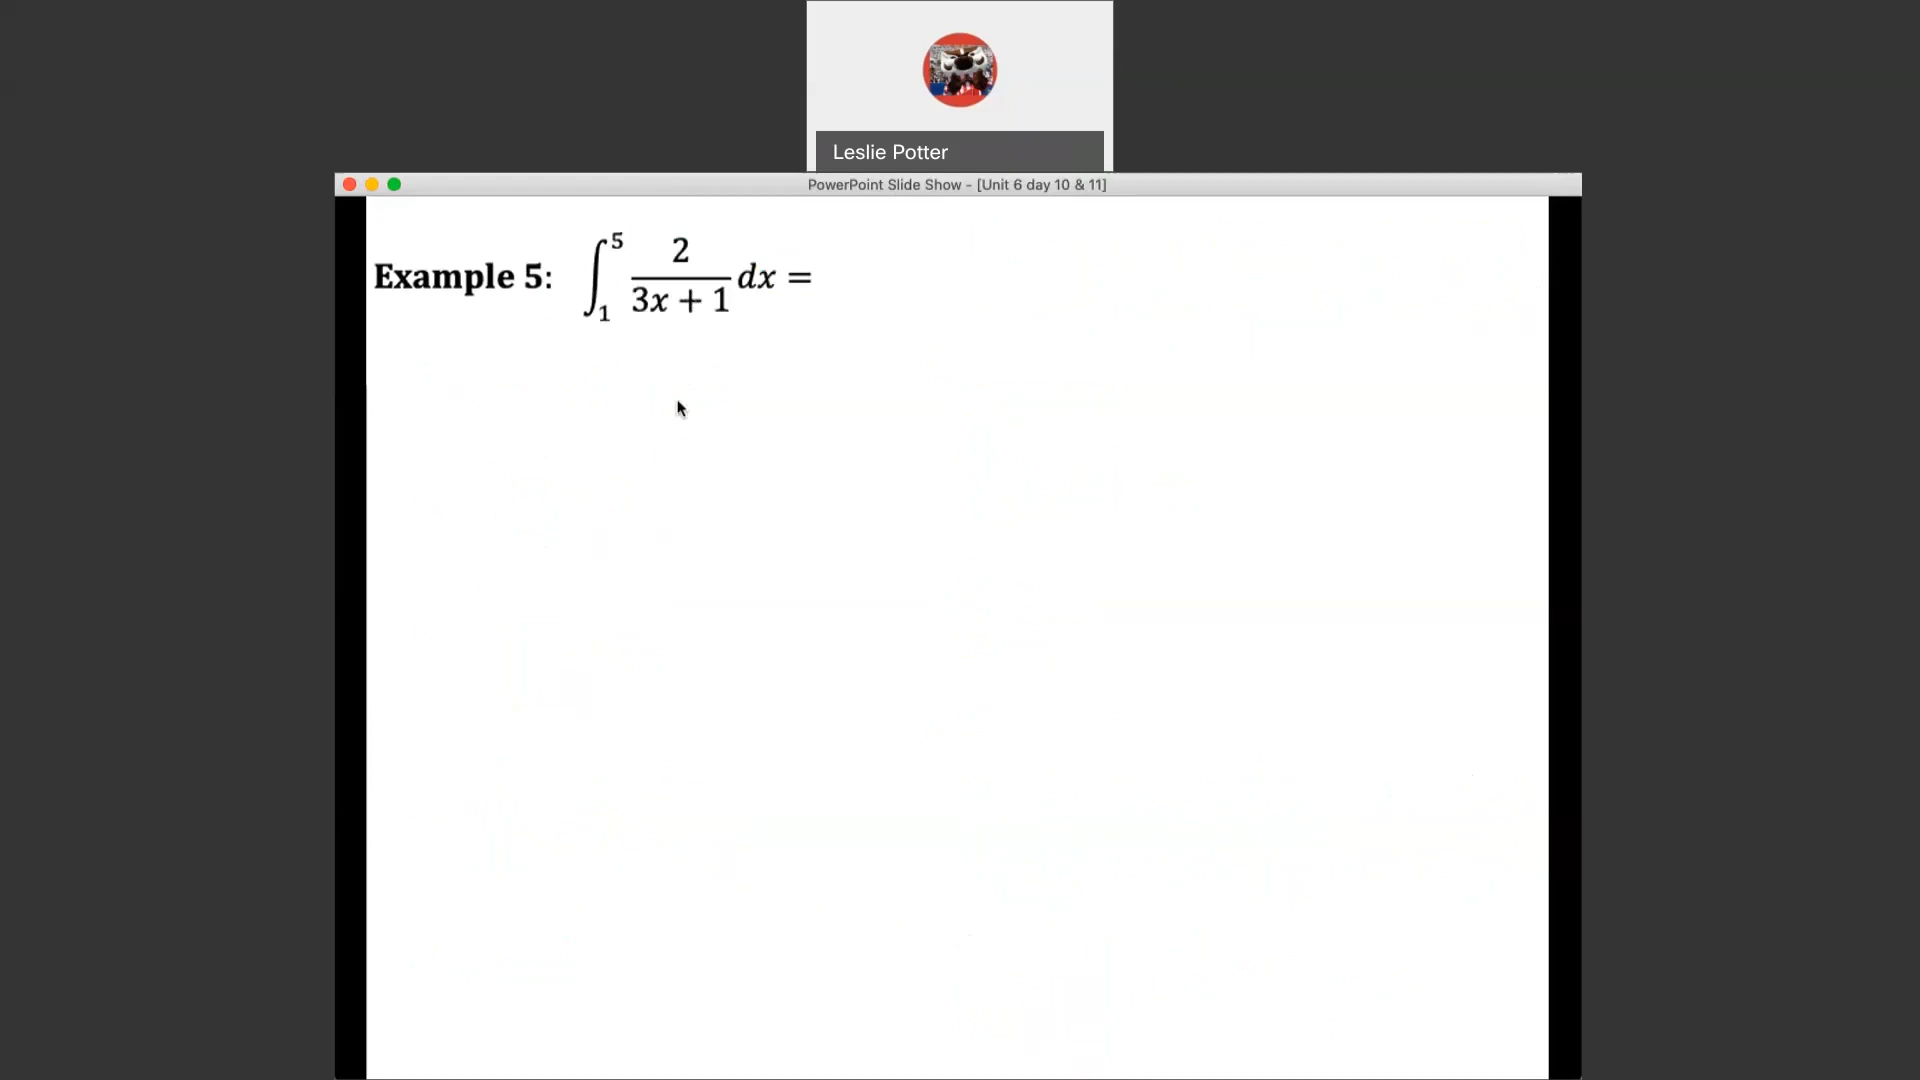 Leslie Potter
PowerPoint Slide Show - [Unit 6 day 10 & 11]
Example 5: ∫₁⁵ 2/(3x + 1) dx =